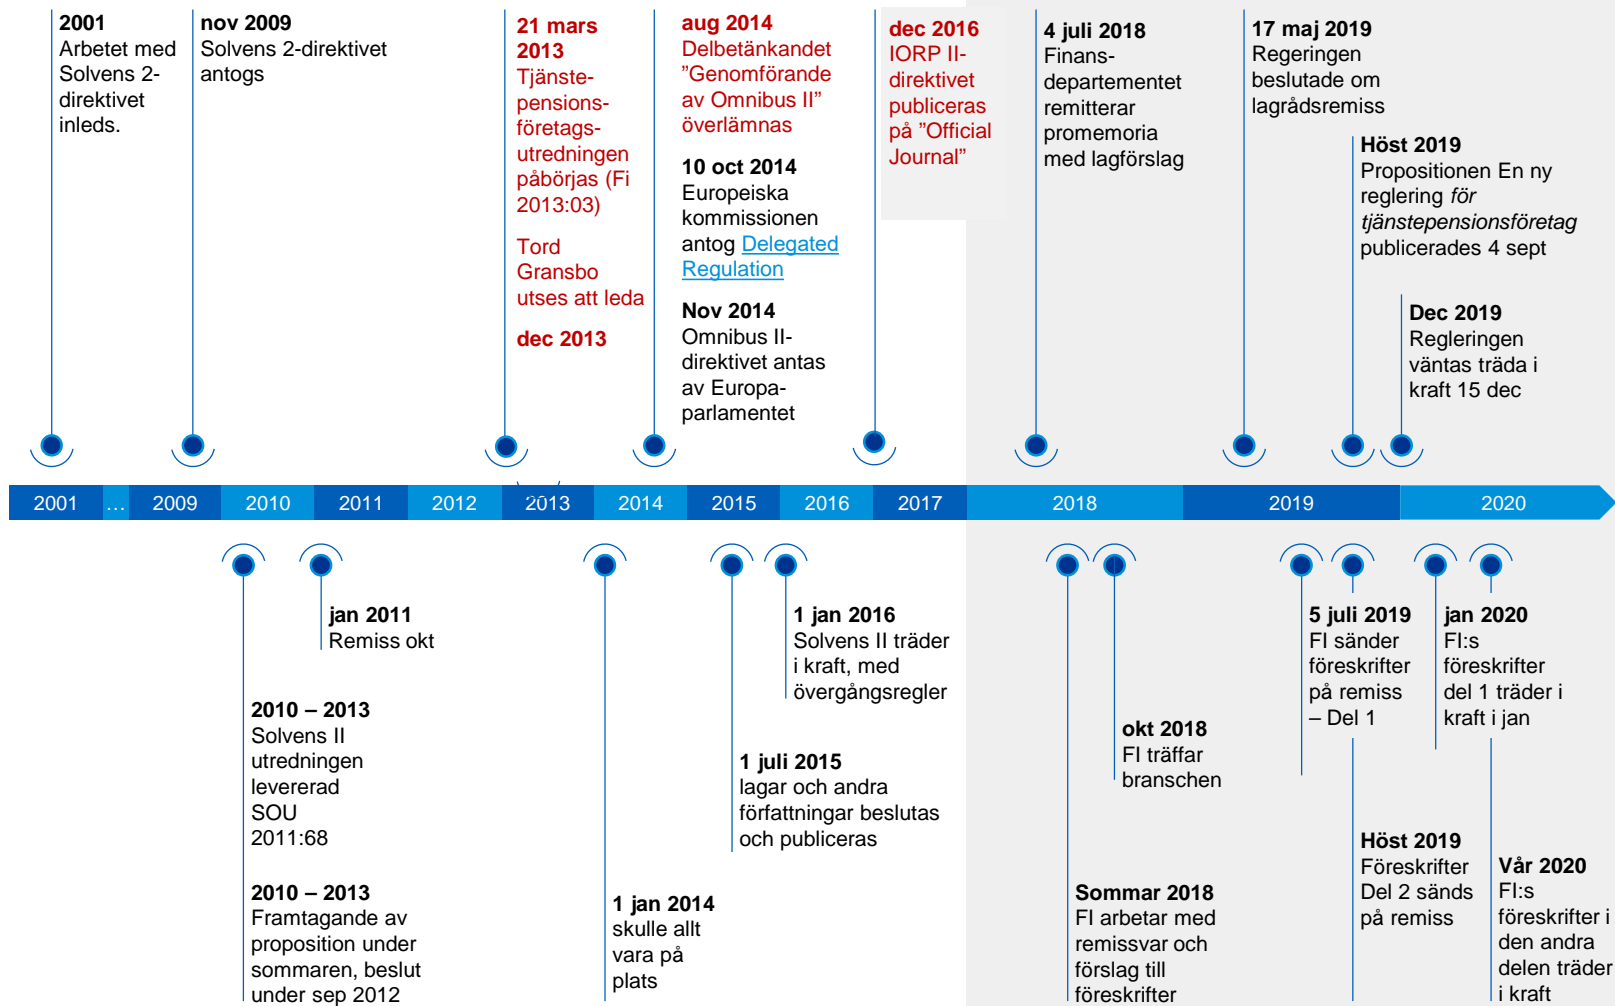 2001
Arbetet med
Solvens 2-
direktivet
inleds.
nov 2009
Solvens 2-direktivet
antogs
21 mars
2013
Tjänste-
pensions-
företags-
utredningen
påbörjas (Fi
2013:03)
Tord
Gransbo
utses att leda
dec 2013
aug 2014
Delbetänkandet
”Genomförande
av Omnibus II”
överlämnas
10 oct 2014
Europeiska
kommissionen
antog Delegated
Regulation
Nov 2014
Omnibus II-
direktivet antas
av Europa-
parlamentet
dec 2016
IORP II-
direktivet
publiceras
på ”Official
Journal”
4 juli 2018
Finans-
departementet
remitterar
promemoria
med lagförslag
17 maj 2019
Regeringen
beslutade om
lagrådsremiss
Höst 2019
Propositionen En ny
reglering för
tjänstepensionsföretag
publicerades 4 sept
Dec 2019
Regleringen
väntas träda i
kraft 15 dec
2001 … 2009 2010 2011 2012 2013 2014 2015 2016 2017 2018 2019 2020
jan 2011
Remiss okt
2010 – 2013
Solvens II
utredningen
levererad
SOU
2011:68
2010 – 2013
Framtagande av
proposition under
sommaren, beslut
under sep 2012
1 jan 2014
skulle allt
vara på
plats
1 juli 2015
lagar och andra
författningar beslutas
och publiceras
1 jan 2016
Solvens II träder
i kraft, med
övergångsregler
Sommar 2018
FI arbetar med
remissvar och
förslag till
föreskrifter
okt 2018
FI träffar
branschen
5 juli 2019
FI sänder
föreskrifter
på remiss
– Del 1
Höst 2019
Föreskrifter
Del 2 sänds
på remiss
jan 2020
FI:s
föreskrifter
del 1 träder i
kraft i jan
Vår 2020
FI:s
föreskrifter i
den andra
delen träder
i kraft